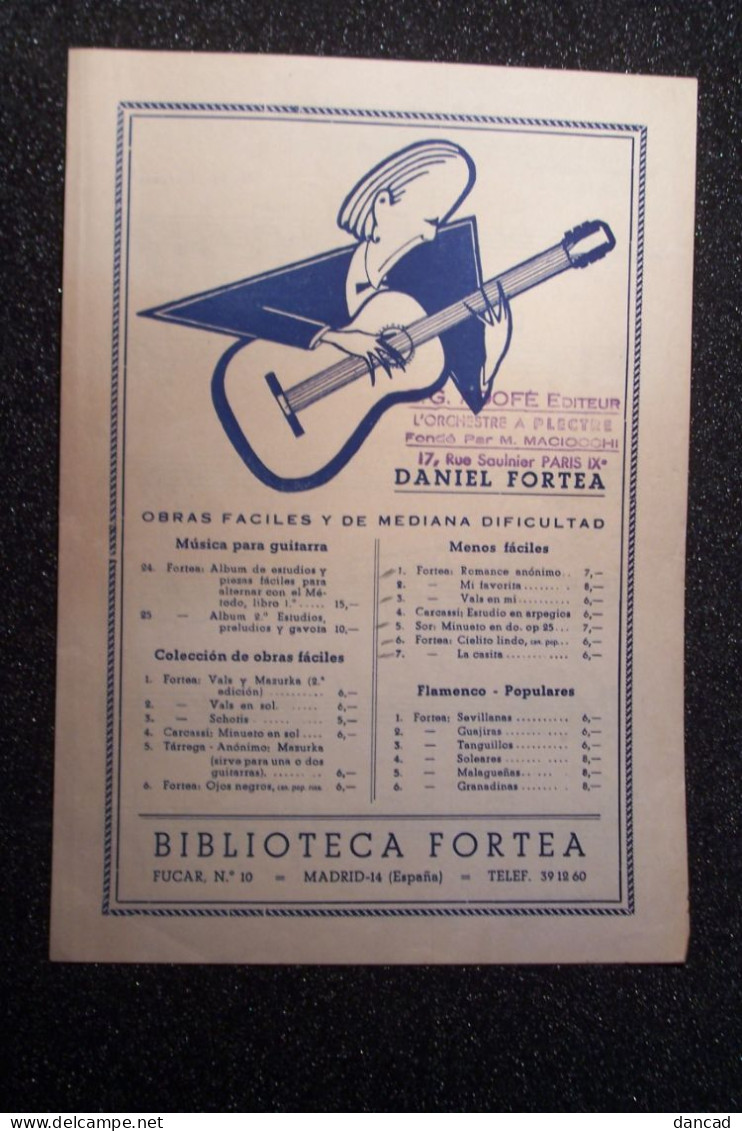 EDITEUR
L'ORCHESTRE A PLECTRE
Fondé Par M. MACIOCCHI
17, Rue Saulnier PARIS IXe
DANIEL FORTEA
OBRAS FACILES Y DE MEDIANA DIFICULTAD
Música para guitarra
24. Fortea: Album de estudios y
piezas fáciles para
alternar con el Mé-
todo, libro 1.° ..... 15,—
25 — Album 2.° Estudios,
preludios y gavota 10,—
Colección de obras fáciles
1. Fortea: Vals y Mazurka (2.ª
edición) ........... 6,—
2. — Vals en sol. ...... 6,—
3. — Schotis ....... 5,—
4. Carcassi: Minueto en sol .... 6,—
5. Tárrega - Anónimo: Mazurka
(sirve para una o dos
guitarras). ........ 6,—
6. Fortea: Ojos negros, can. pop. rusa. 6,—
Menos fáciles
1. Fortea: Romance anónimo .. 7,—
2. — Mi favorita ....... 8,—
3. — Vals en mi .......... 6,—
4. Carcassi: Estudio en arpegios 6,—
5. Sor: Minueto en do. op 25 ... 7,—
6. Fortea: Cielito lindo, can. pop... 6,—
7. — La casita ........... 6,—
Flamenco - Populares
1. Fortea: Sevillanas .......... 6,—
2. — Guajiras ......... 6,—
3. — Tanguillos ......... 6,—
4. — Soleares .......... 8,—
5. — Malagueñas .. ..... 8,—
6. — Granadinas ....... 8,—
BIBLIOTECA FORTEA
FUCAR, N.° 10 = MADRID-14 (España) = TELEF. 39 12 60
dancad